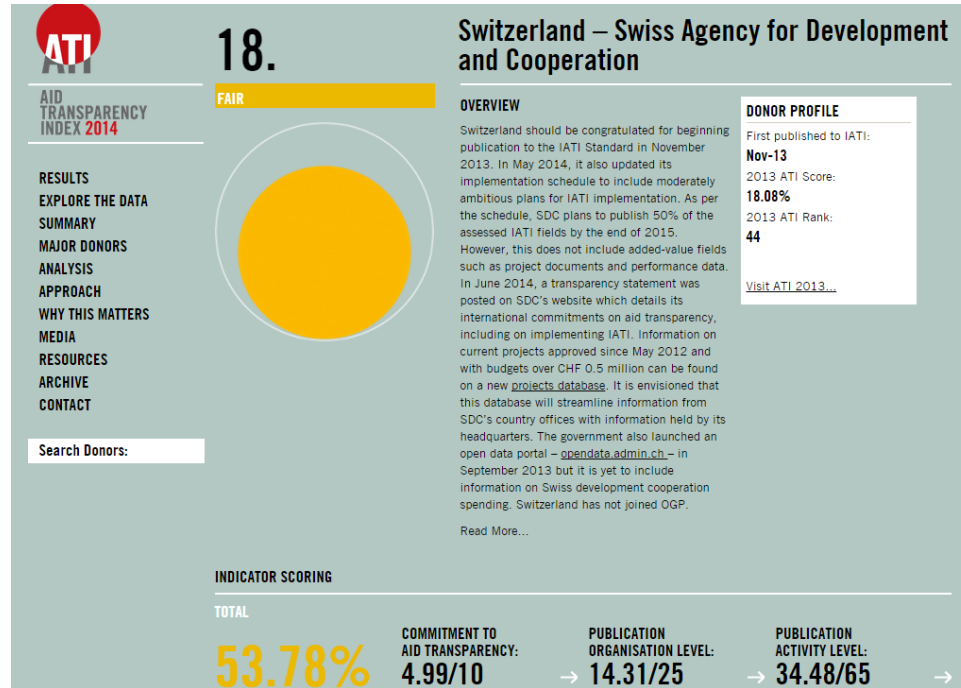 ATI
AID
TRANSPARENCY
INDEX 2014
RESULTS
EXPLORE THE DATA
SUMMARY
MAJOR DONORS
ANALYSIS
APPROACH
WHY THIS MATTERS
MEDIA
RESOURCES
ARCHIVE
CONTACT
Search Donors:
18.
FAIR
Switzerland – Swiss Agency for Development
and Cooperation
OVERVIEW
Switzerland should be congratulated for beginning
publication to the IATI Standard in November
2013. In May 2014, it also updated its
implementation schedule to include moderately
ambitious plans for IATI implementation. As per
the schedule, SDC plans to publish 50% of the
assessed IATI fields by the end of 2015.
However, this does not include added-value fields
such as project documents and performance data.
In June 2014, a transparency statement was
posted on SDC's website which details its
international commitments on aid transparency,
including on implementing IATI. Information on
current projects approved since May 2012 and
with budgets over CHF 0.5 million can be found
on a new projects database. It is envisioned that
this database will streamline information from
SDC's country offices with information held by its
headquarters. The government also launched an
open data portal – opendata.admin.ch – in
September 2013 but it is yet to include
information on Swiss development cooperation
spending. Switzerland has not joined OGP.
Read More...
DONOR PROFILE
First published to IATI:
Nov-13
2013 ATI Score:
18.08%
2013 ATI Rank:
44
Visit ATI 2013...
INDICATOR SCORING
TOTAL
53.78%
COMMITMENT TO
AID TRANSPARENCY:
4.99/10
→
PUBLICATION
ORGANISATION LEVEL:
14.31/25
→
PUBLICATION
ACTIVITY LEVEL:
34.48/65
→